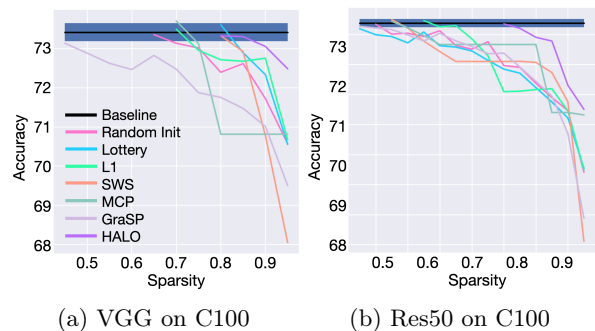 73
72
71
70
69
68
Accuracy
Baseline
Random Init
Lottery
L1
SWS
MCP
GraSP
HALO
0.5 0.6 0.7 0.8 0.9
Sparsity
(a) VGG on C100
73
72
71
70
69
68
Accuracy
0.5 0.6 0.7 0.8 0.9
Sparsity
(b) Res50 on C100